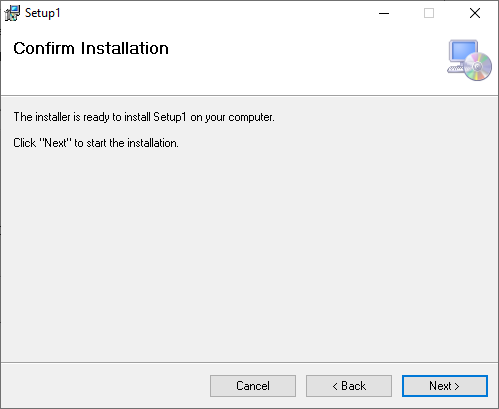 Setup1
Confirm Installation
The installer is ready to install Setup1 on your computer.
Click "Next" to start the installation.
Cancel
< Back
Next >